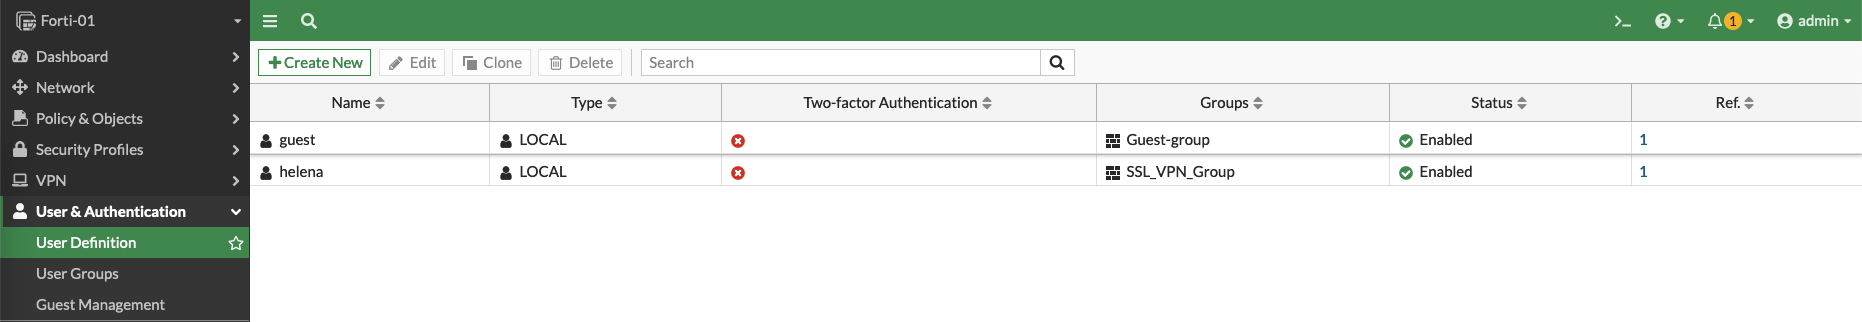 Forti-01
1
admin
Dashboard
Network
Policy & Objects
Security Profiles
VPN
User & Authentication
User Definition
User Groups
Guest Management
Create New Edit Clone Delete Search
Name Type Two-factor Authentication Groups Status Ref.
guest LOCAL Guest-group Enabled 1
helena LOCAL SSL_VPN_Group Enabled 1